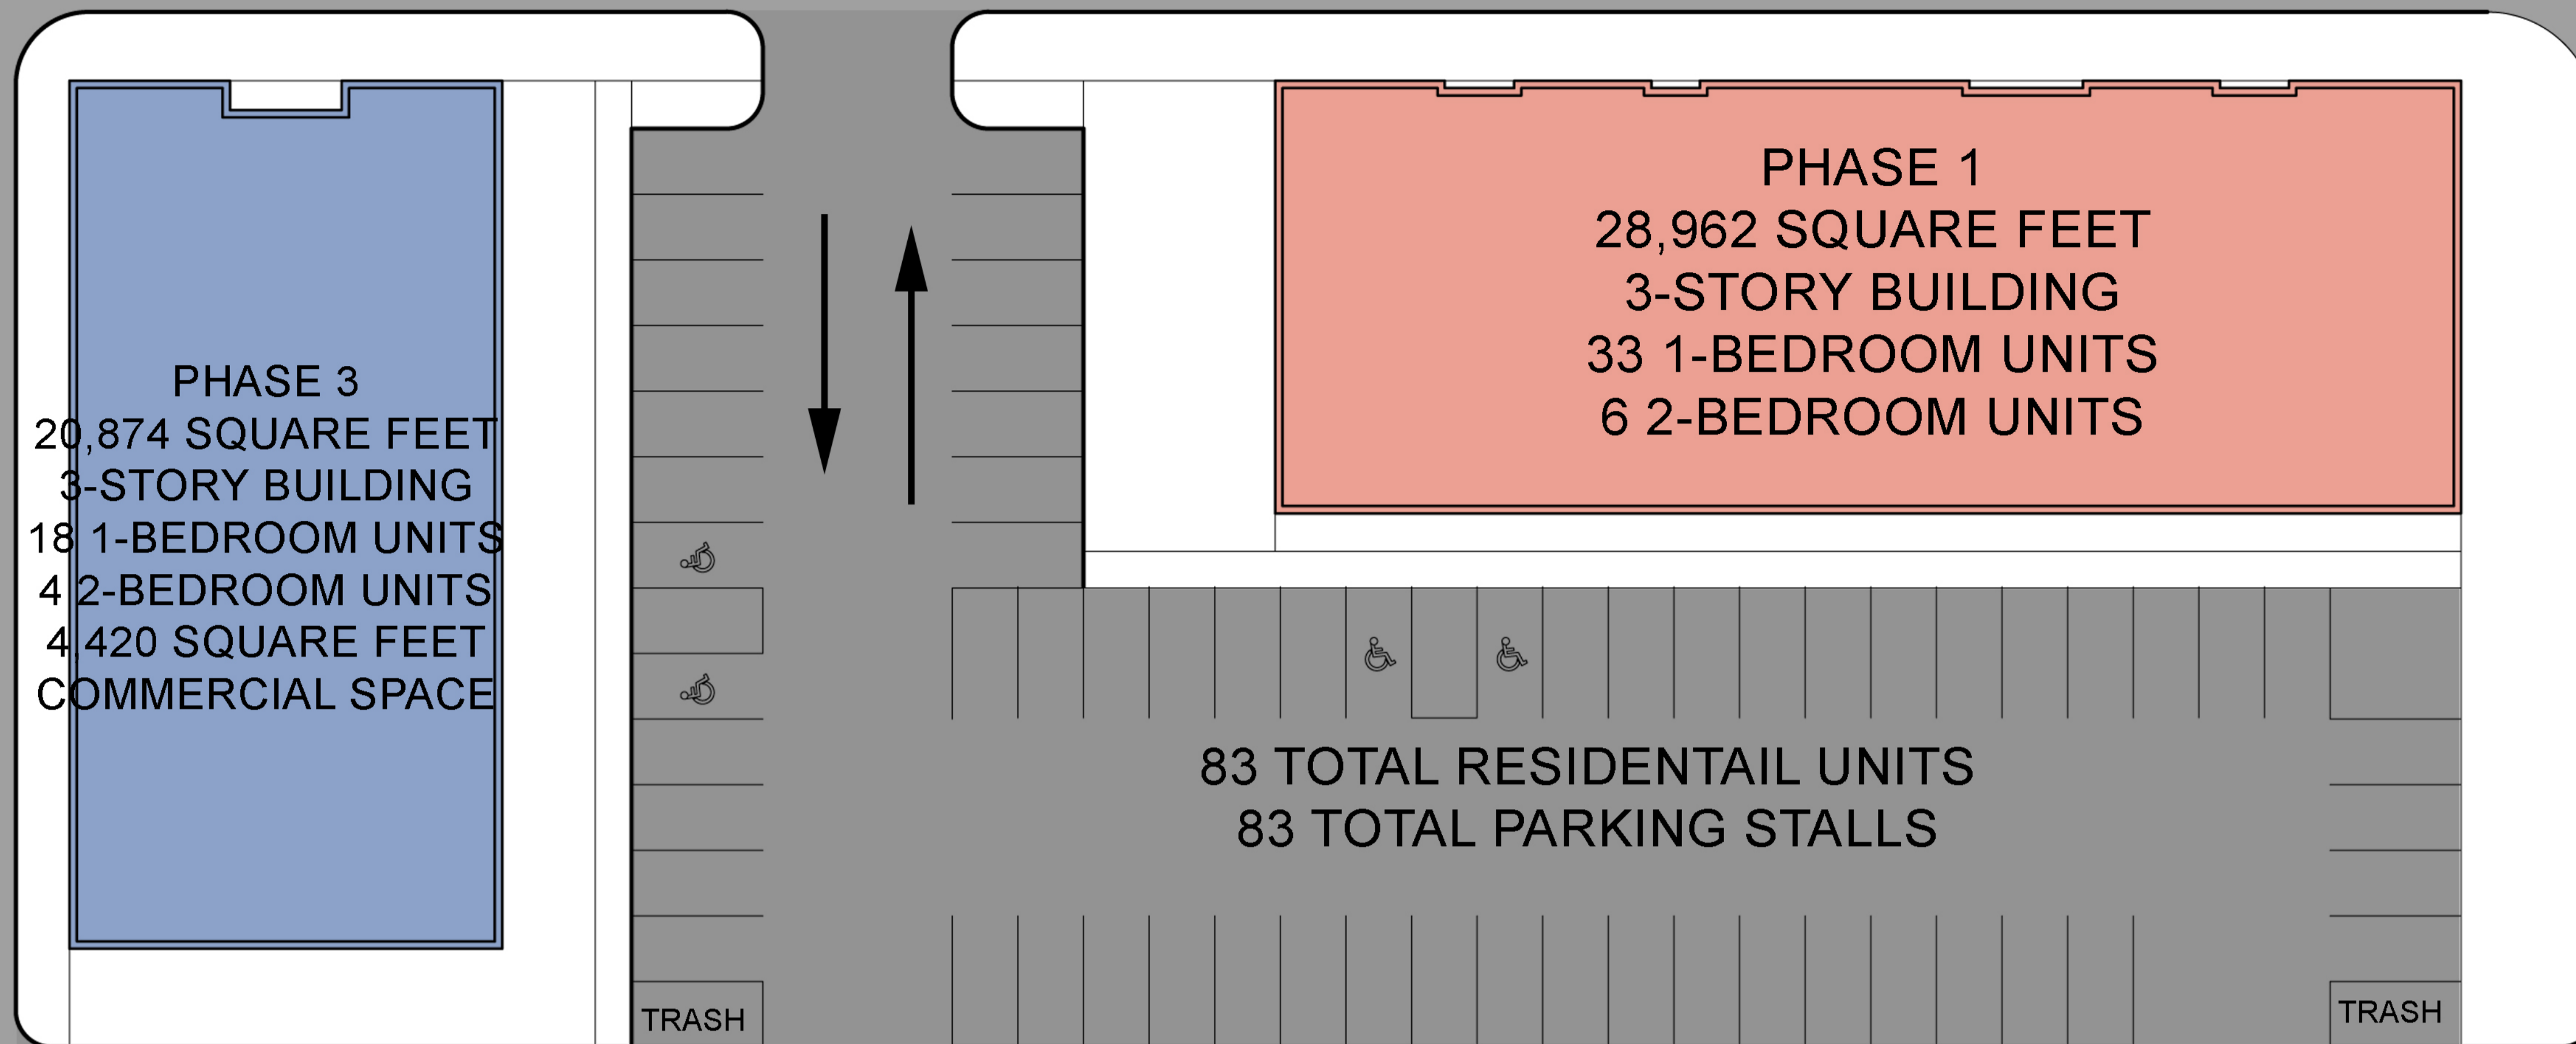 PHASE 1
28,962 SQUARE FEET
3-STORY BUILDING
33 1-BEDROOM UNITS
6 2-BEDROOM UNITS
PHASE 3
20,874 SQUARE FEET
3-STORY BUILDING
18 1-BEDROOM UNITS
4 2-BEDROOM UNITS
4,420 SQUARE FEET
COMMERCIAL SPACE
83 TOTAL RESIDENTAIL UNITS
83 TOTAL PARKING STALLS
TRASH
TRASH